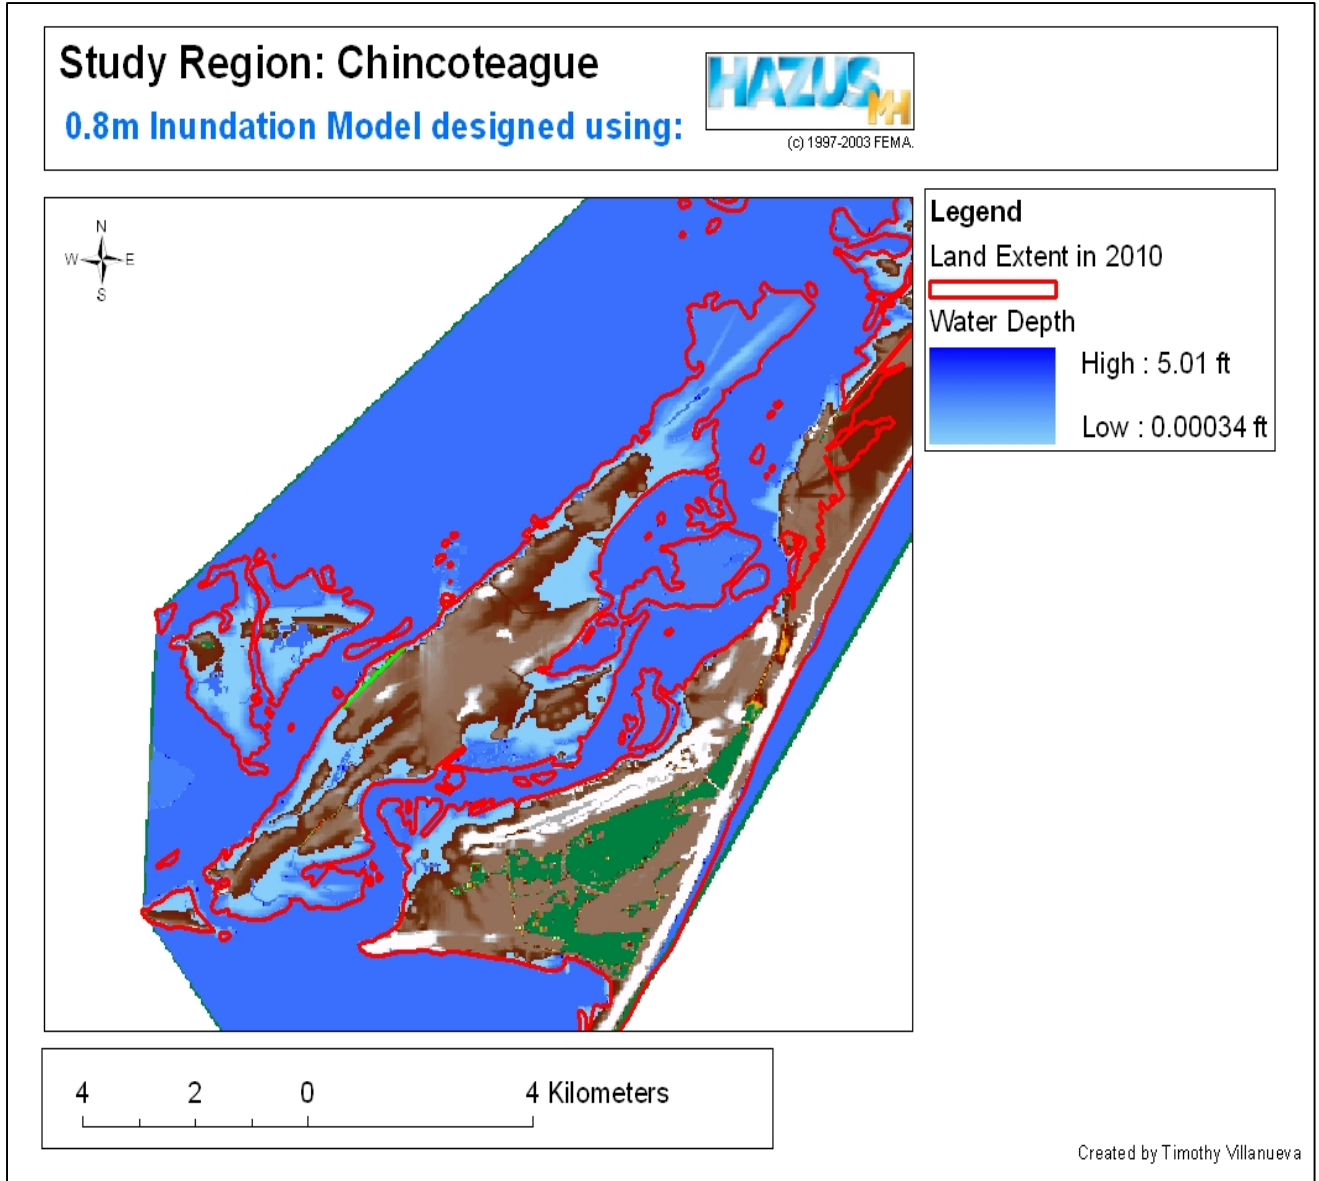 Study Region: Chincoteague
HAZUS MH
0.8m Inundation Model designed using:
(c) 1997-2003 FEMA.
N
W E
S
Legend
Land Extent in 2010
Water Depth
High : 5.01 ft
Low : 0.00034 ft
4 2 0 4 Kilometers
Created by Timothy Villanueva